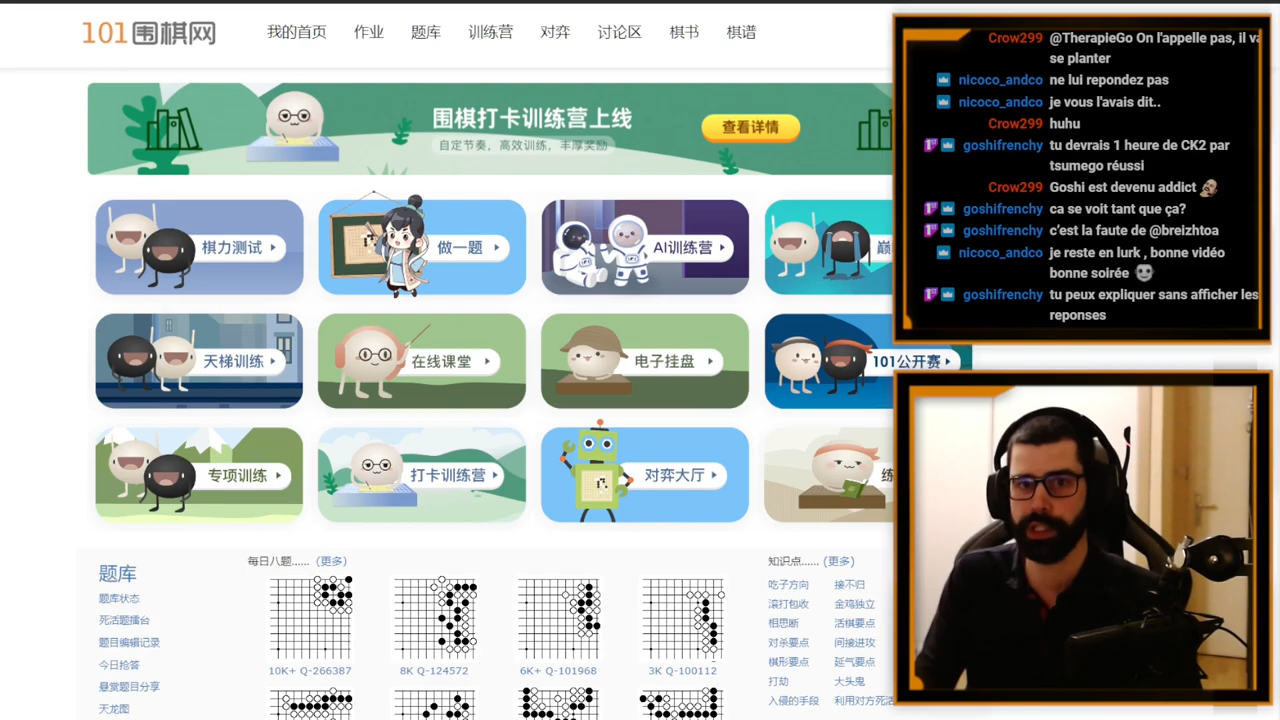 101围棋网
我的首页 作业 题库 训练营 对弈 讨论区 棋书 棋谱
围棋打卡训练营上线
自定节奏，高效训练，丰厚奖励
查看详情
棋力测试
做一题
AI训练营
天梯训练
在线课堂
电子挂盘
101公开赛
专项训练
打卡训练营
对弈大厅
练
题库
题库状态
死活题擂台
题目编辑记录
今日抢答
悬赏题目分享
天龙图
每日八题...... (更多)
10K+ Q-266387
8K Q-124572
6K+ Q-101968
3K Q-100112
知识点...... (更多)
吃子方向 接不归
滚打包收 金鸡独立
相思断 活棋要点
对杀要点 间接进攻
棋形要点 延气要点
打劫 大头鬼
入侵的手段 利用对方死活
Crow299 @TherapieGo On l'appelle pas, il va
se planter
nicoco_andco ne lui repondez pas
nicoco_andco je vous l'avais dit..
Crow299 huhu
goshifrenchy tu devrais 1 heure de CK2 par
tsumego réussi
Crow299 Goshi est devenu addict
goshifrenchy ca se voit tant que ça?
goshifrenchy c'est la faute de @breizhtoa
nicoco_andco je reste en lurk , bonne vidéo
bonne soirée
goshifrenchy tu peux expliquer sans afficher les
reponses